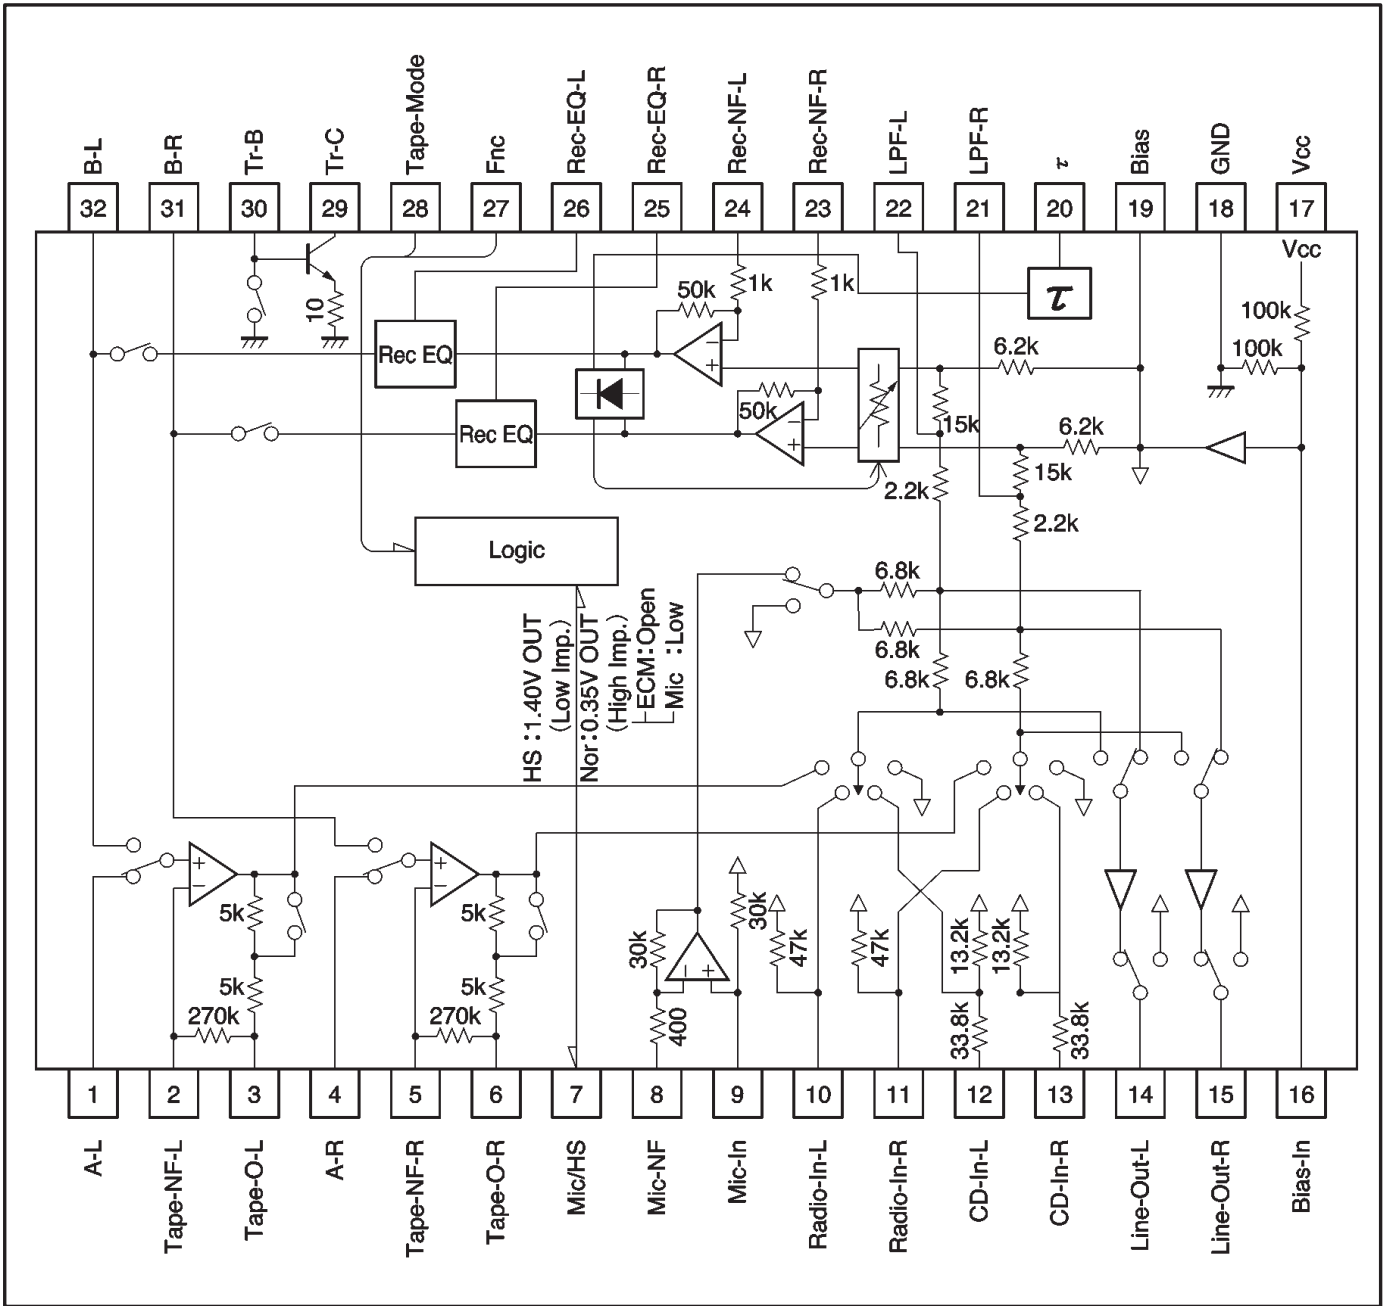 B-L
B-R
Tr-B
Tr-C
Tape-Mode
Fnc
Rec-EQ-L
Rec-EQ-R
Rec-NF-L
Rec-NF-R
LPF-L
LPF-R
τ
Bias
GND
Vcc
32
31
30
29
28
27
26
25
24
23
22
21
20
19
18
17
Vcc
10
50k
1k
1k
τ
100k
100k
Rec EQ
6.2k
50k
15k
Rec EQ
6.2k
15k
2.2k
2.2k
Logic
6.8k
6.8k
6.8k
6.8k
HS :1.40V OUT
(Low Imp.)
Nor:0.35V OUT
(High Imp.)
ECM:Open
Mic :Low
+
−
+
−
5k
5k
5k
5k
270k
270k
30k
− +
400
30k
47k
47k
13.2k
13.2k
33.8k
33.8k
−
+
−
+
1
2
3
4
5
6
7
8
9
10
11
12
13
14
15
16
A-L
Tape-NF-L
Tape-O-L
A-R
Tape-NF-R
Tape-O-R
Mic/HS
Mic-NF
Mic-In
Radio-In-L
Radio-In-R
CD-In-L
CD-In-R
Line-Out-L
Line-Out-R
Bias-In